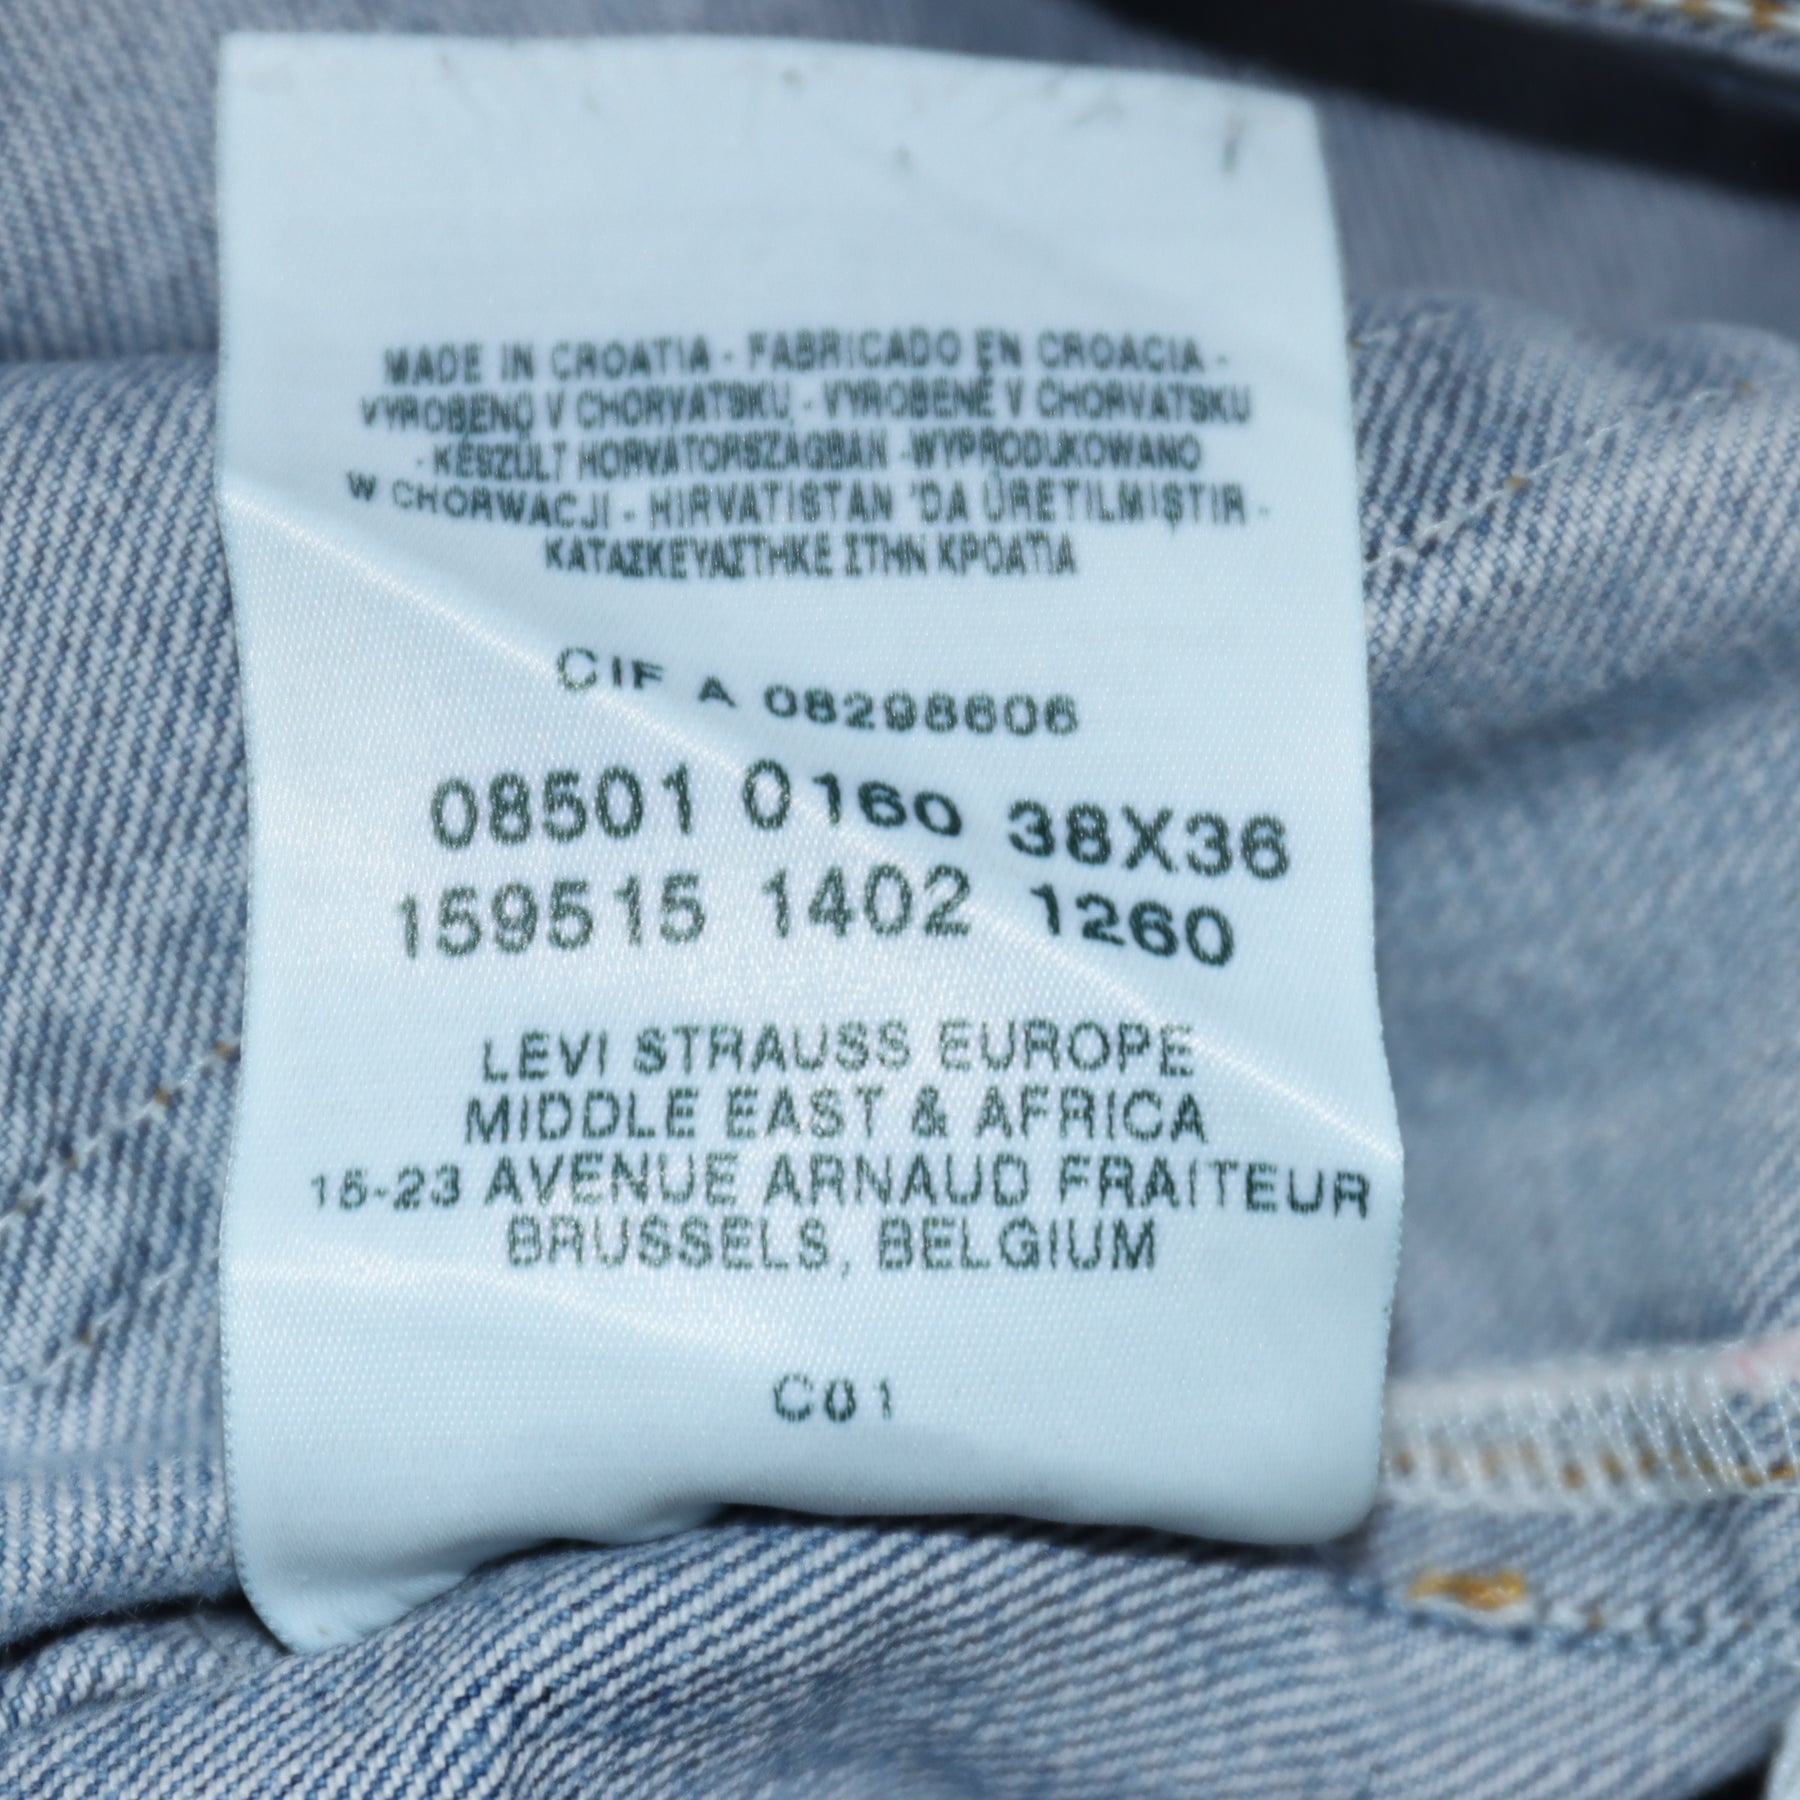 MADE IN CROATIA - FABRICADO EN CROACIA -
VYROBENO V CHORVATSKU - VYROBENÉ V CHORVATSKU
- KÉSZÜLT HORVÁTORSZÁGBAN - WYPRODUKOWANO
W CHORWACJI - HIRVATISTAN 'DA ÜRETILMIŞTIR -
ΚΑΤΑΣΚΕΥΑΣΤΗΚΕ ΣΤΗΝ ΚΡΟΑΤΙΑ
CIF A 08298606
08501 0160 38X36
159515 1402 1260
LEVI STRAUSS EUROPE
MIDDLE EAST & AFRICA
15-23 AVENUE ARNAUD FRAITEUR
BRUSSELS, BELGIUM
C01